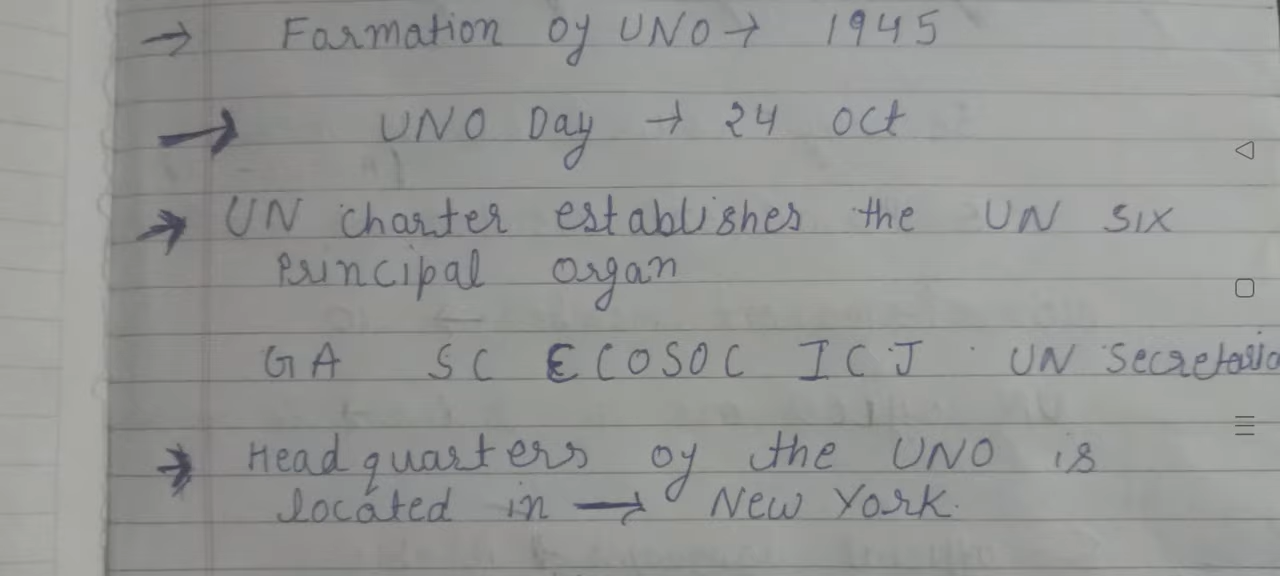 → Formation of UNO → 1945
→ UNO Day → 24 oct
→ UN charter establishes the UN six
principal organ
GA SC ECOSOC ICJ UN
→ Headquarters of the UNO is
located in → New York.